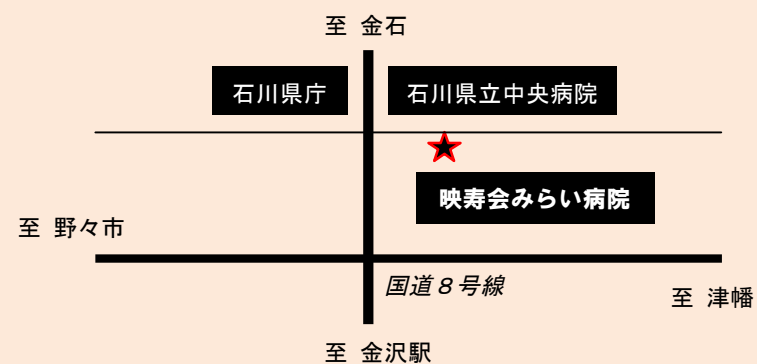 至 金石
石川県庁
石川県立中央病院
映寿会みらい病院
至 野々市
国道８号線
至 津幡
至 金沢駅